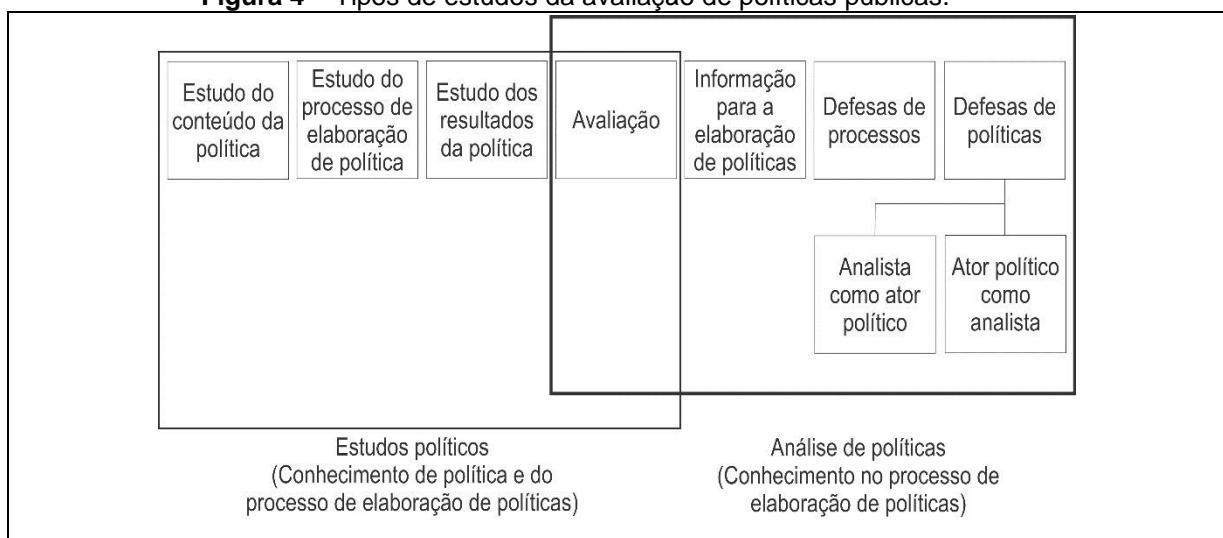 Figura 4 – Tipos de estudos da avaliação de políticas públicas.
Estudo do
conteúdo da
política
Estudo do
processo de
elaboração
de política
Estudo dos
resultados
da política
Avaliação
Informação
para a
elaboração
de políticas
Defesas de
processos
Defesas de
políticas
Analista
como ator
político
Ator político
como
analista
Estudos políticos
(Conhecimento de política e do
processo de elaboração de políticas)
Análise de políticas
(Conhecimento no processo de
elaboração de políticas)